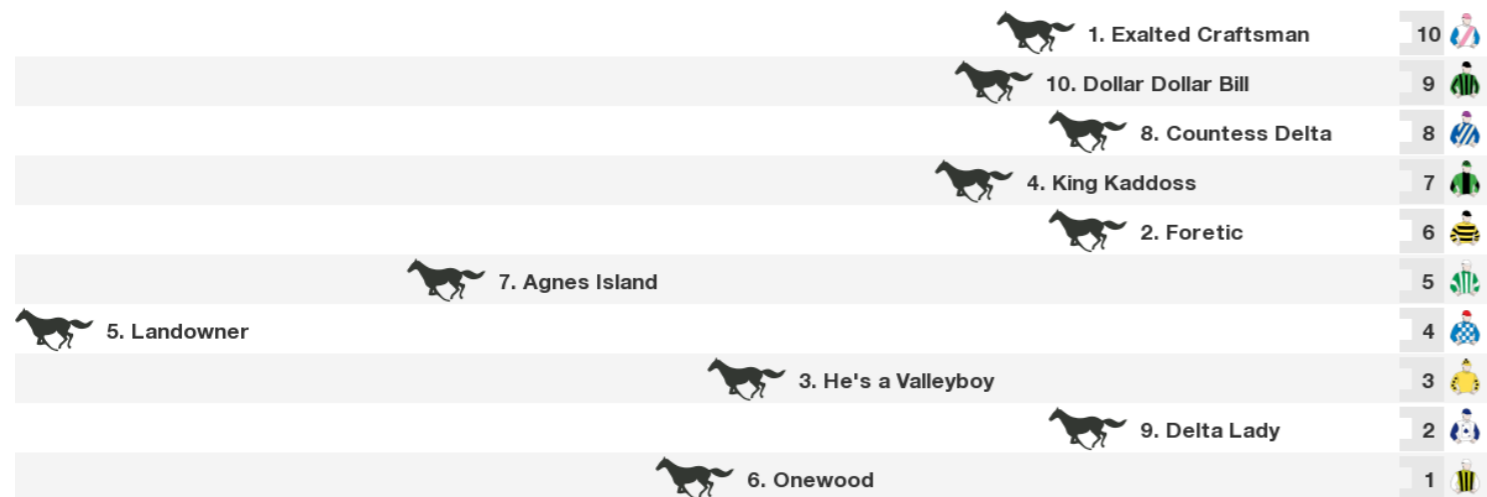 1. Exalted Craftsman 10
10. Dollar Dollar Bill 9
8. Countess Delta 8
4. King Kaddoss 7
2. Foretic 6
7. Agnes Island 5
5. Landowner 4
3. He's a Valleyboy 3
9. Delta Lady 2
6. Onewood 1